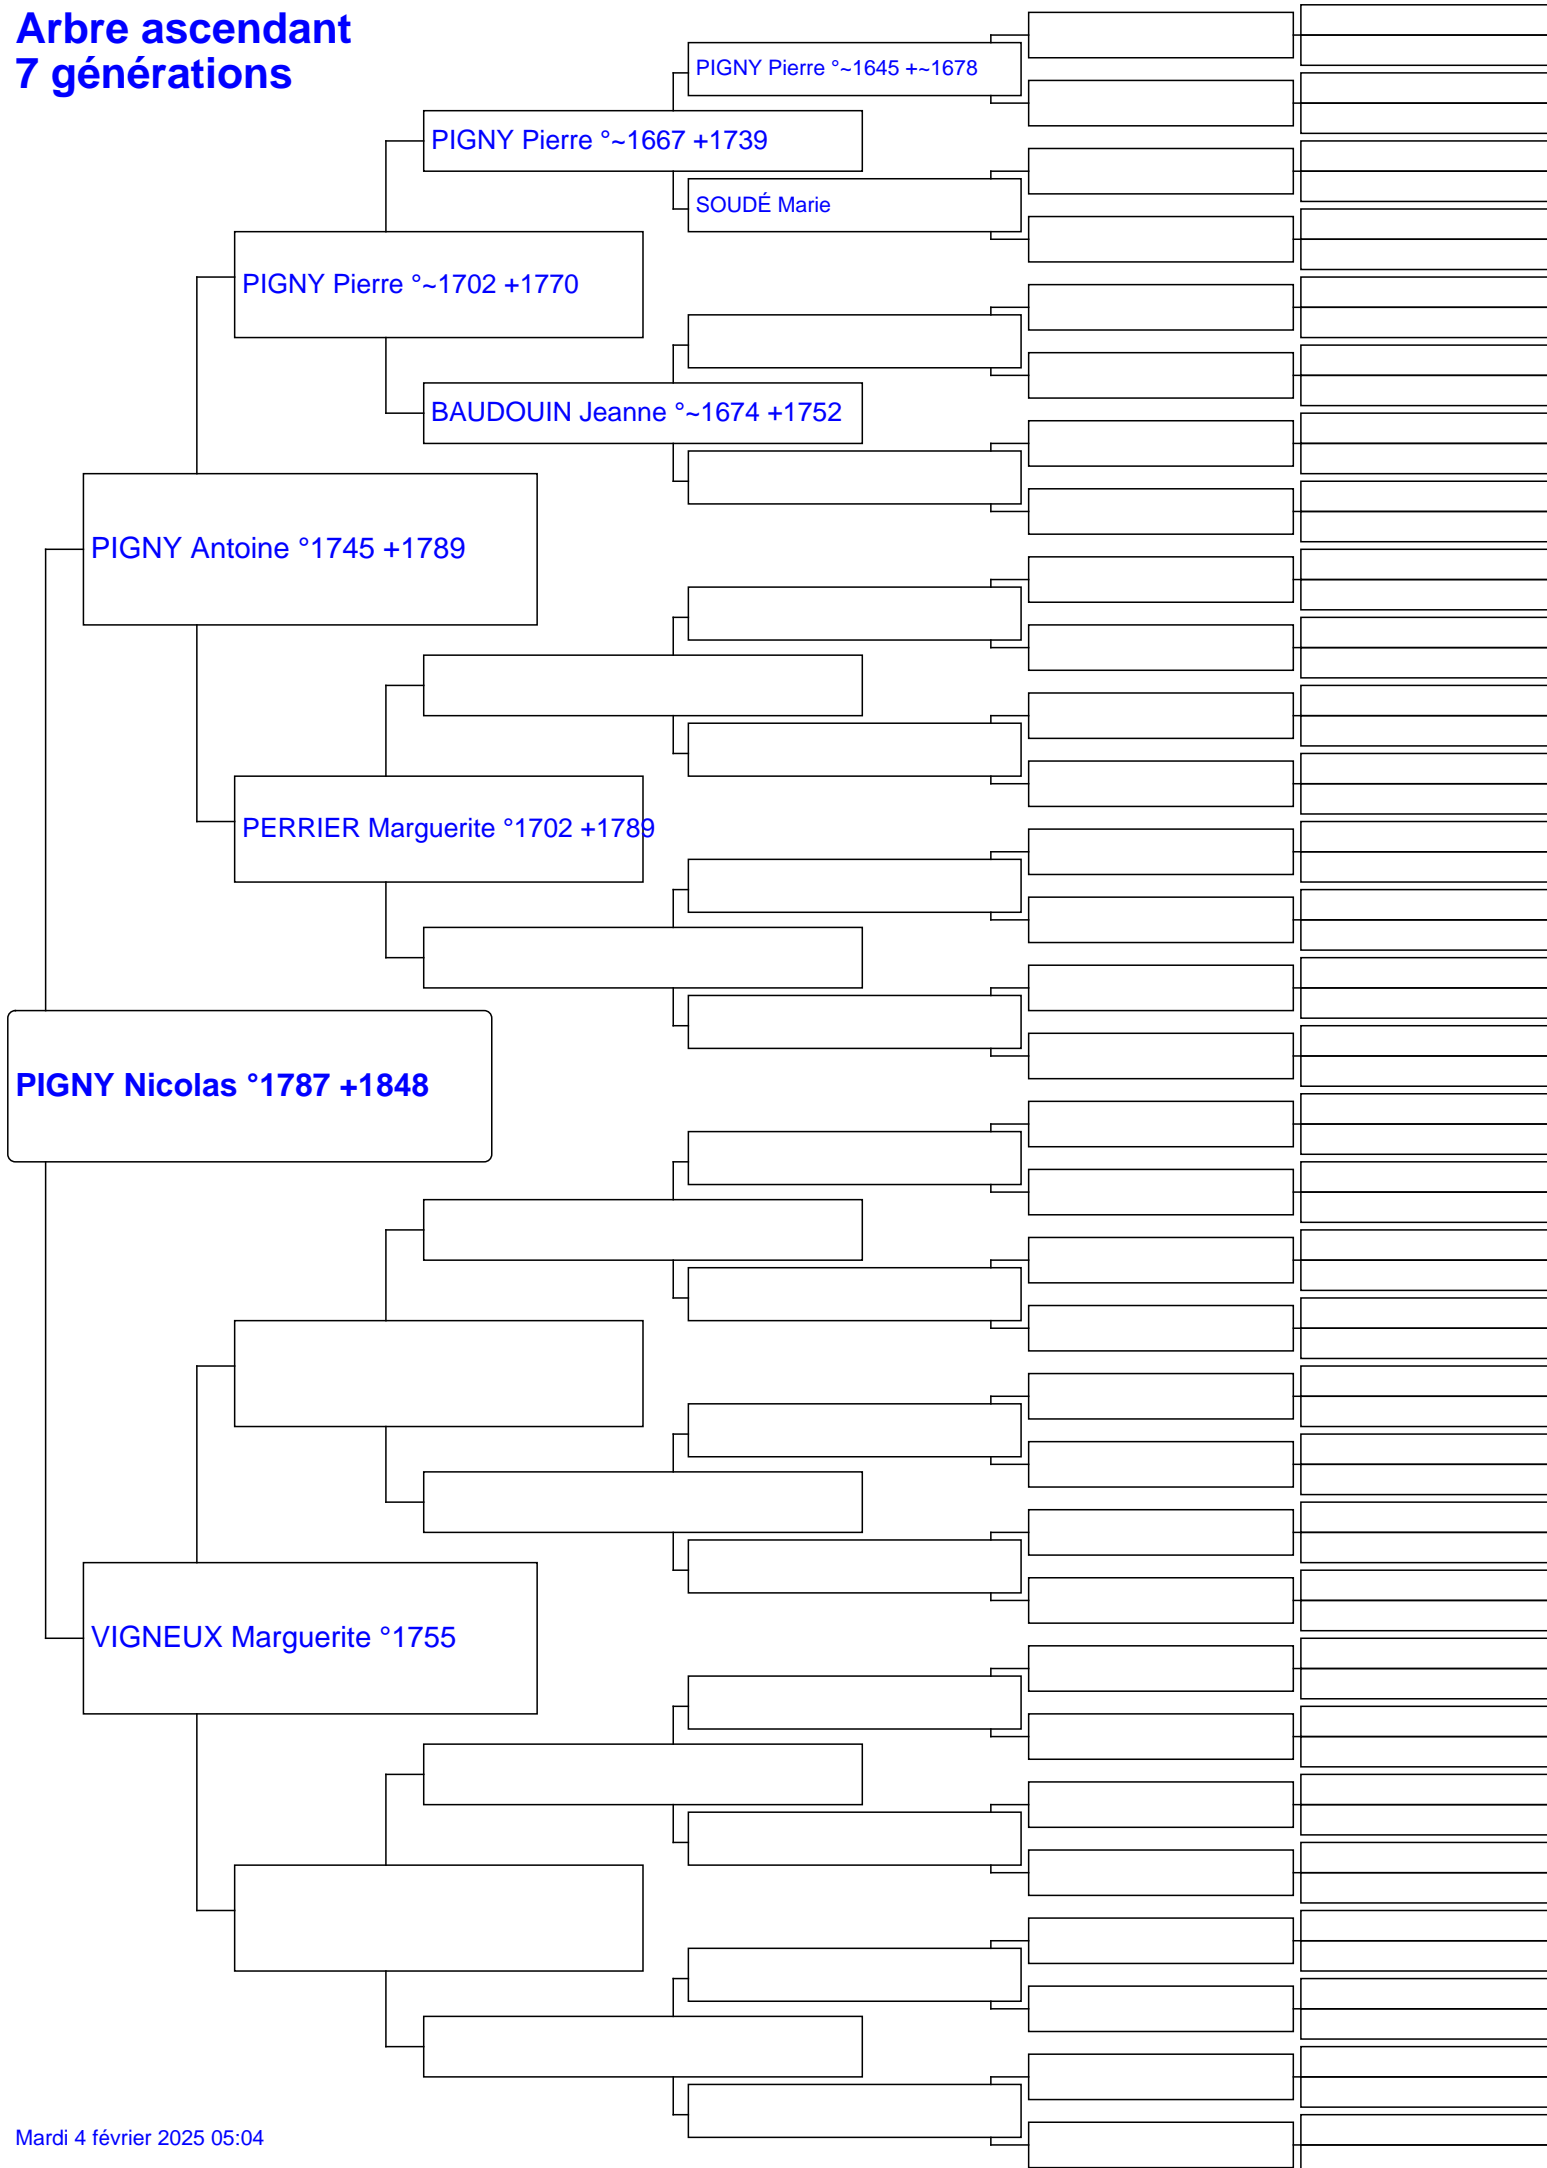 Arbre ascendant
7 générations
PIGNY Pierre °~1645 +~1678
PIGNY Pierre °~1667 +1739
SOUDÉ Marie
PIGNY Pierre °~1702 +1770
BAUDOUIN Jeanne °~1674 +1752
PIGNY Antoine °1745 +1789
PERRIER Marguerite °1702 +1789
PIGNY Nicolas °1787 +1848
VIGNEUX Marguerite °1755
Mardi 4 février 2025 05:04